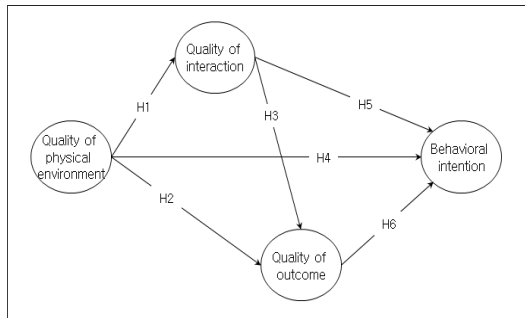 Quality of
interaction
H1
H3
H5
Quality of
physical
environment
H4
Behavioral
intention
H2
H6
Quality of
outcome